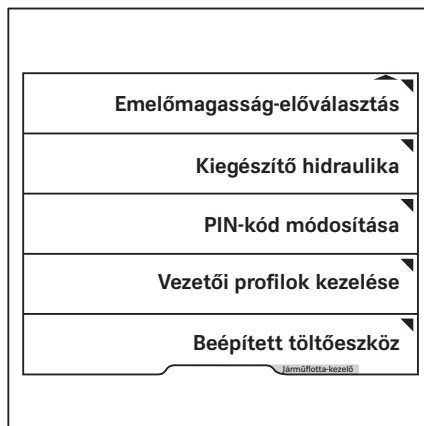 Emelőmagasság-előválasztás
Kiegészítő hidraulika
PIN-kód módosítása
Vezetői profilok kezelése
Beépített töltőeszköz
Járműflotta-kezelő